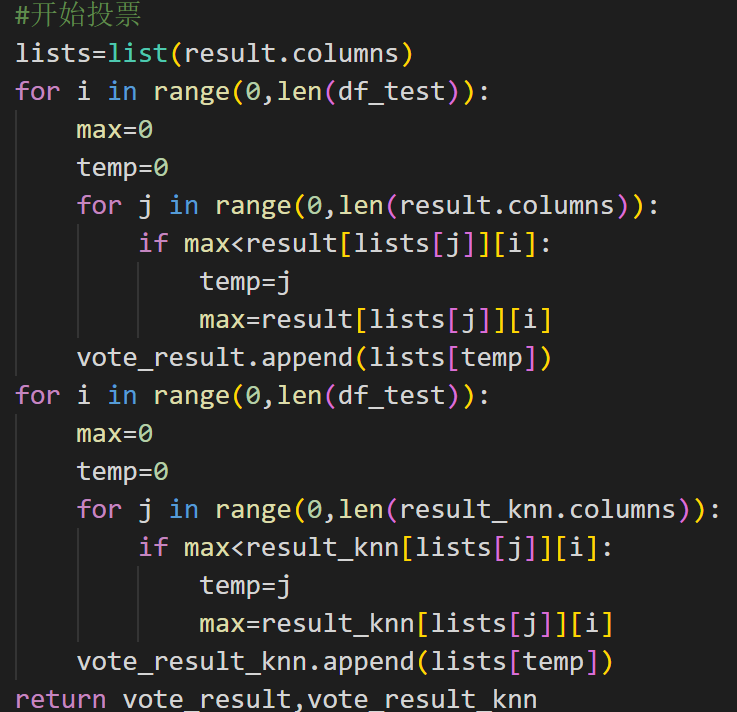 #开始投票
lists=list(result.columns)
for i in range(0,len(df_test)):
    max=0
    temp=0
    for j in range(0,len(result.columns)):
        if max<result[lists[j]][i]:
            temp=j
            max=result[lists[j]][i]
    vote_result.append(lists[temp])
for i in range(0,len(df_test)):
    max=0
    temp=0
    for j in range(0,len(result_knn.columns)):
        if max<result_knn[lists[j]][i]:
            temp=j
            max=result_knn[lists[j]][i]
    vote_result_knn.append(lists[temp])
return vote_result,vote_result_knn